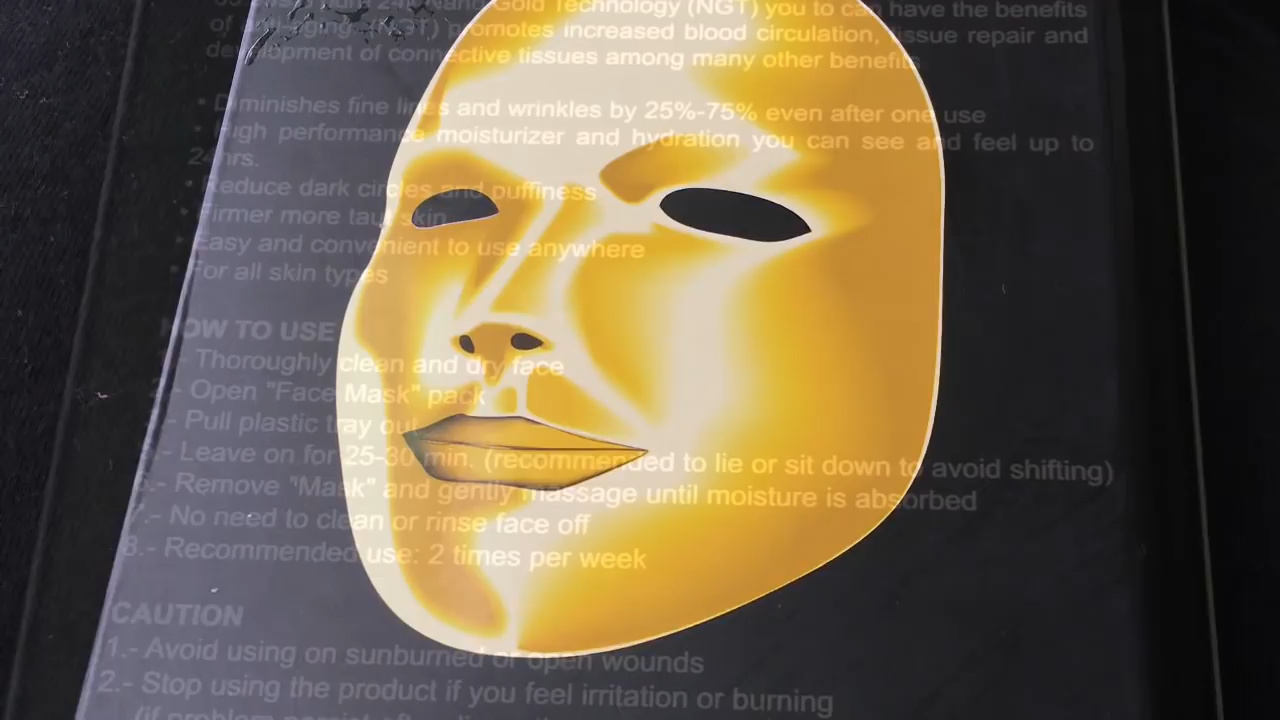 Gold Technology (NGT) you to can have the benefits
promotes increased blood circulation, tissue repair and
development of connective tissues among many other benefits
• Diminishes fine lines and wrinkles by 25%-75% even after one use
High performance moisturizer and hydration you can see and feel up to
24hrs.
• Reduce dark circles and puffiness
• Firmer more taut skin
• Easy and convenient to use anywhere
• For all skin types
HOW TO USE
- Thoroughly clean and dry face
- Open "Face Mask" pack
- Pull plastic tray out
- Leave on for 25-30 min. (recommended to lie or sit down to avoid shifting)
- Remove "Mask" and gently massage until moisture is absorbed
7.- No need to clean or rinse face off
8.- Recommended use: 2 times per week
CAUTION
1.- Avoid using on sunburned or open wounds
2.- Stop using the product if you feel irritation or burning